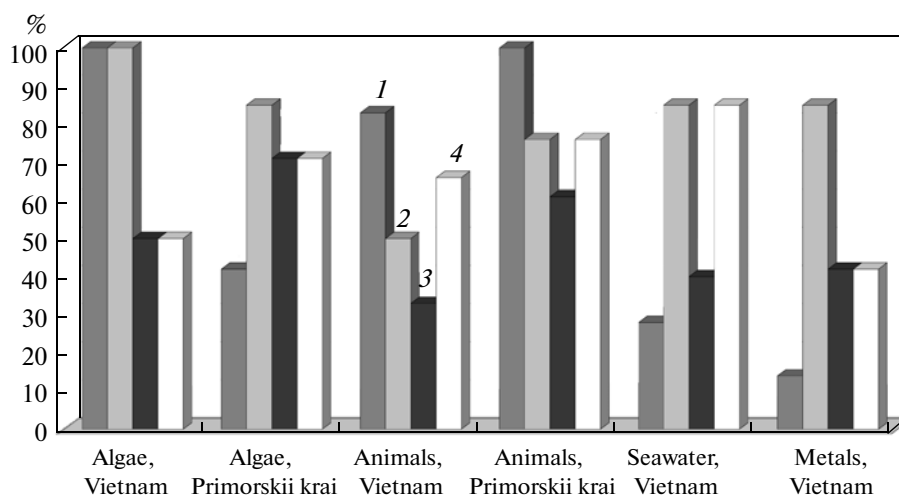 %
100
90
80
70
60
50
40
30
20
10
0
1
2
3
4
Algae,
Vietnam
Algae,
Primorskii krai
Animals,
Vietnam
Animals,
Primorskii krai
Seawater,
Vietnam
Metals,
Vietnam